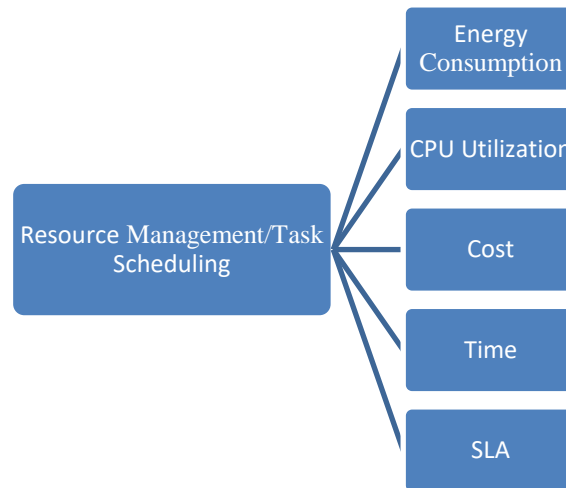 Energy
Consumption
CPU Utilization
Resource Management/Task
Scheduling
Cost
Time
SLA